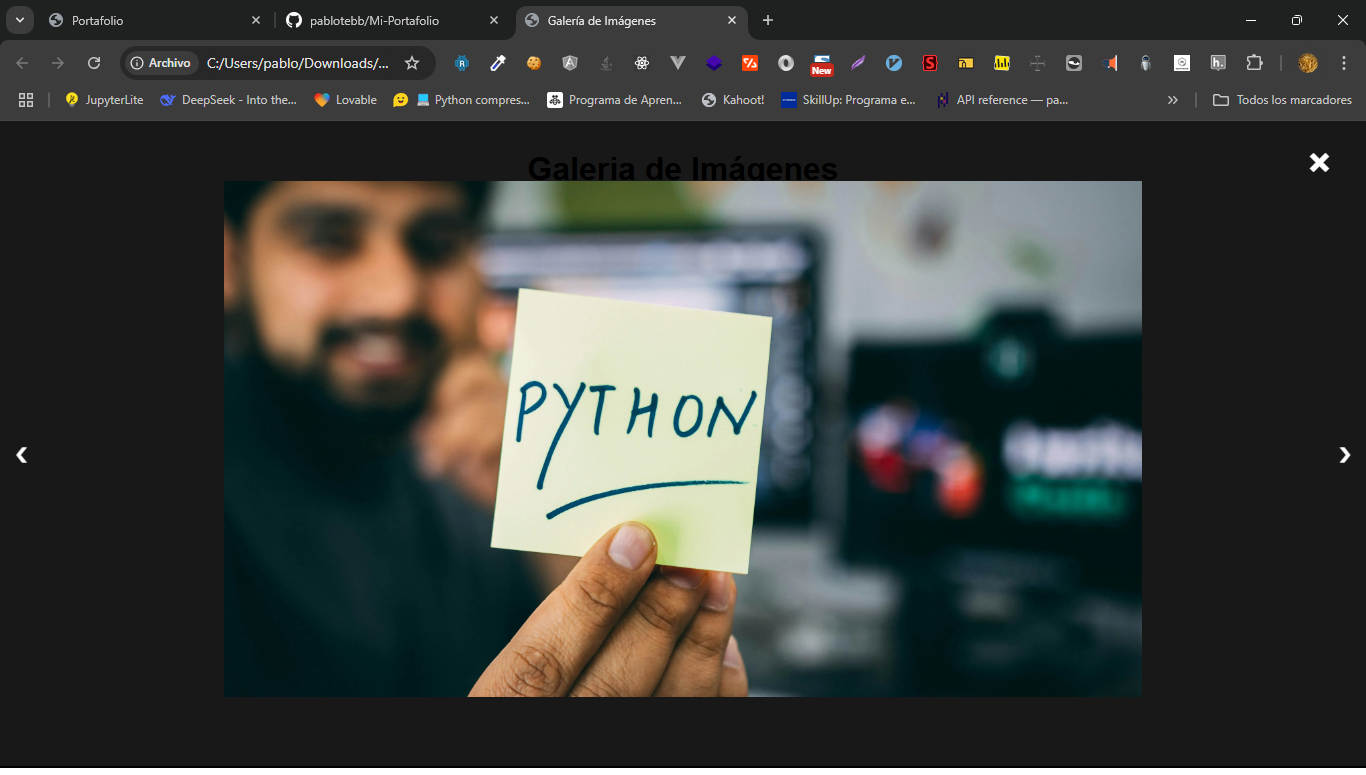 Portafolio
pablotebb/Mi-Portafolio
Galería de Imágenes
Archivo
C:/Users/pablo/Downloads/...
New
JupyterLite
DeepSeek - Into the...
Lovable
Python compres...
Programa de Apren...
Kahoot!
SkillUp: Programa e...
API reference — pa...
Todos los marcadores
Galeria de Imágenes
PYTHON